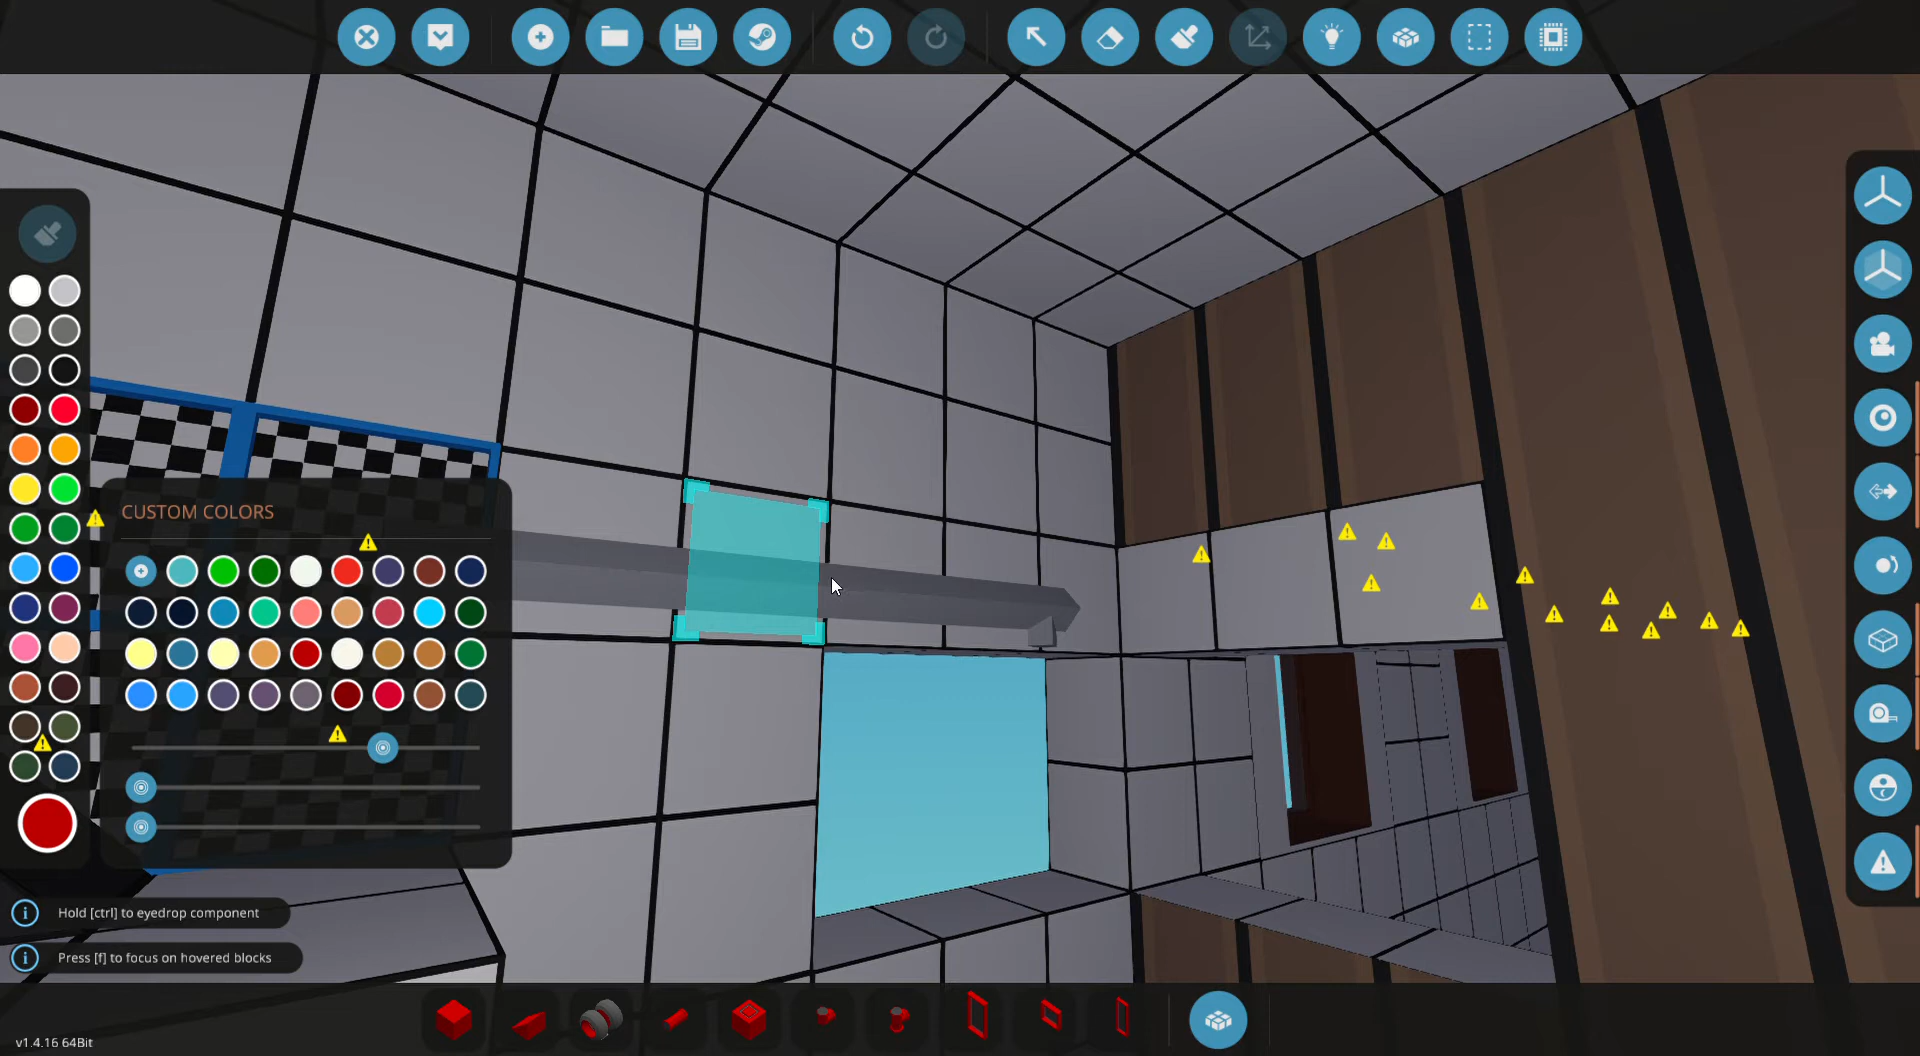 CUSTOM COLORS
Hold [ctrl] to eyedrop component
Press [f] to focus on hovered blocks
v1.4.16 64Bit